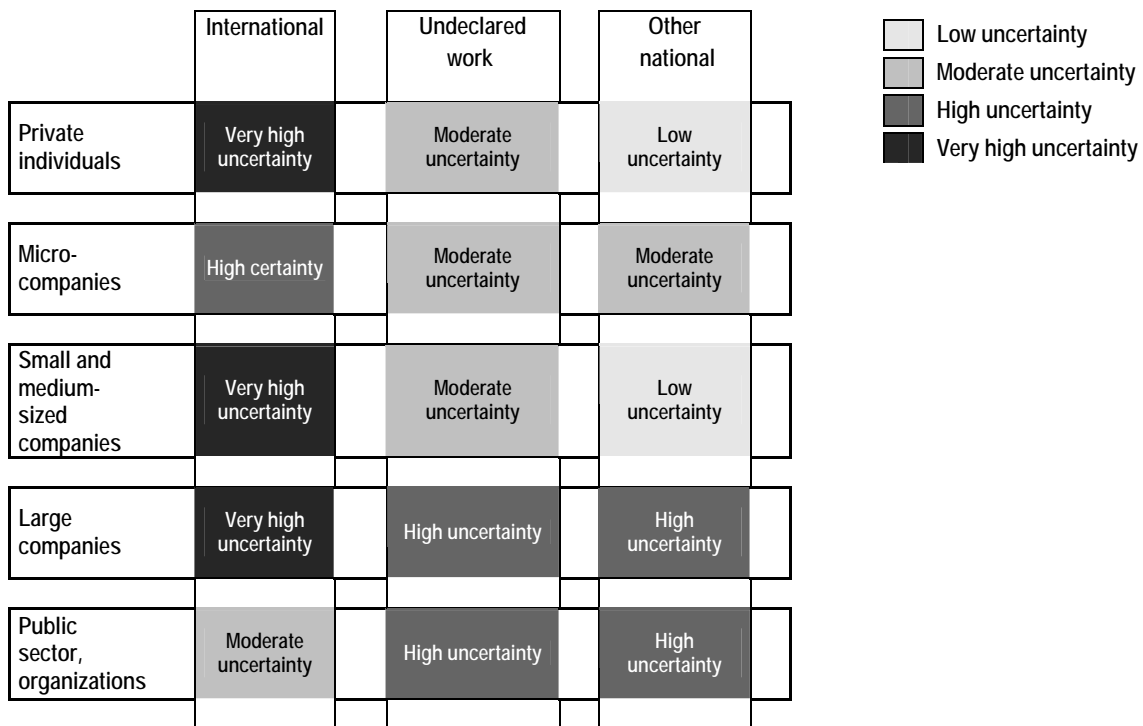 International
Undeclared
work
Other
national
Low uncertainty
Moderate uncertainty
High uncertainty
Very high uncertainty
Private
individuals
Very high
uncertainty
Moderate
uncertainty
Low
uncertainty
Micro-
companies
High certainty
Moderate
uncertainty
Moderate
uncertainty
Small and
medium-
sized
companies
Very high
uncertainty
Moderate
uncertainty
Low
uncertainty
Large
companies
Very high
uncertainty
High uncertainty
High
uncertainty
Public
sector,
organizations
Moderate
uncertainty
High uncertainty
High
uncertainty